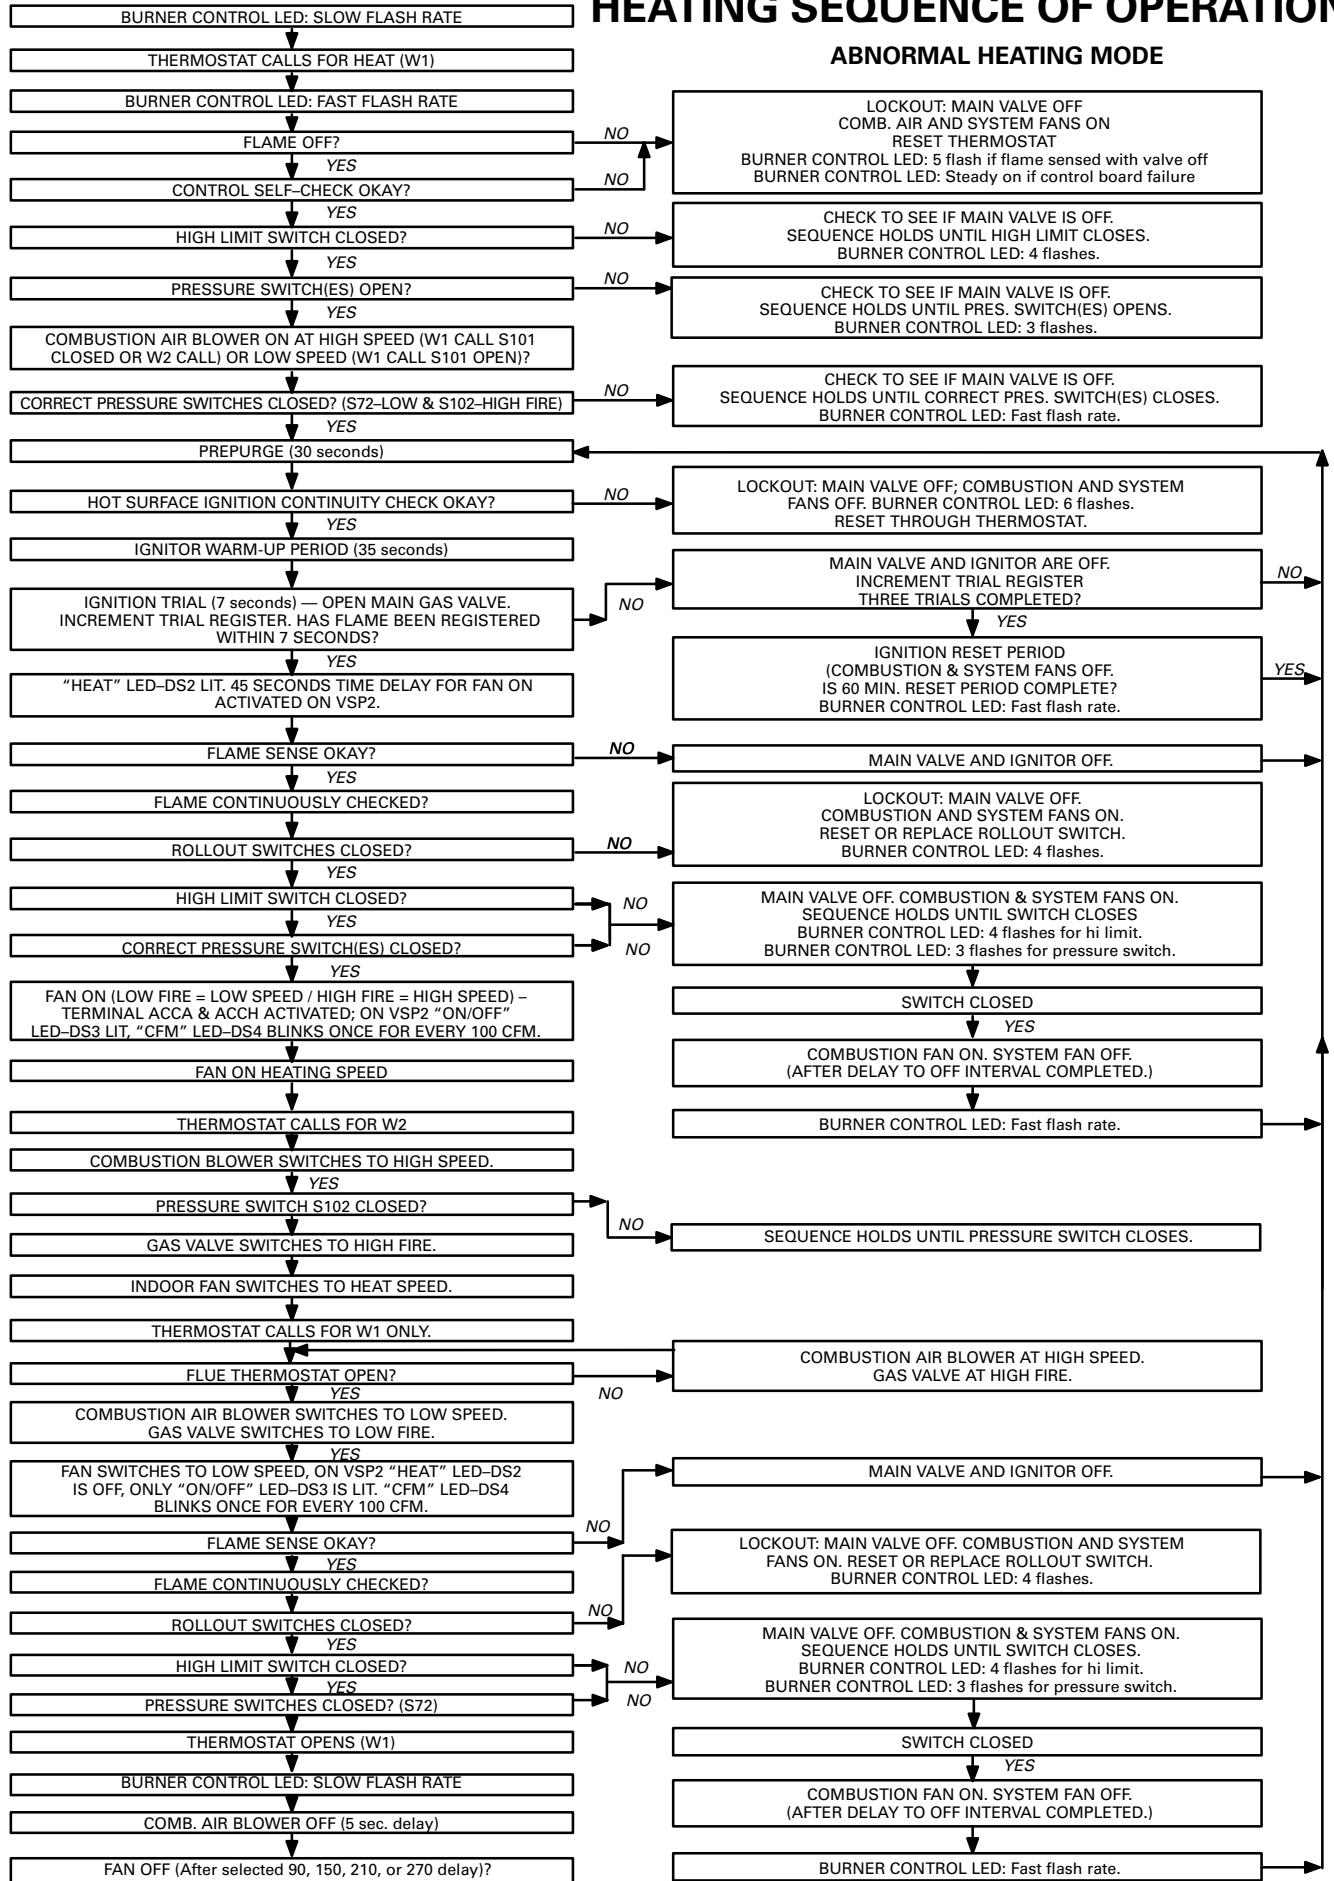 HEATING SEQUENCE OF OPERATION
ABNORMAL HEATING MODE
BURNER CONTROL LED: SLOW FLASH RATE
THERMOSTAT CALLS FOR HEAT (W1)
BURNER CONTROL LED: FAST FLASH RATE
FLAME OFF?
NO
LOCKOUT: MAIN VALVE OFF
COMB. AIR AND SYSTEM FANS ON
RESET THERMOSTAT
BURNER CONTROL LED: 5 flash if flame sensed with valve off
BURNER CONTROL LED: Steady on if control board failure
YES
CONTROL SELF–CHECK OKAY?
NO
YES
HIGH LIMIT SWITCH CLOSED?
NO
CHECK TO SEE IF MAIN VALVE IS OFF.
SEQUENCE HOLDS UNTIL HIGH LIMIT CLOSES.
BURNER CONTROL LED: 4 flashes.
YES
PRESSURE SWITCH(ES) OPEN?
NO
CHECK TO SEE IF MAIN VALVE IS OFF.
SEQUENCE HOLDS UNTIL PRES. SWITCH(ES) OPENS.
BURNER CONTROL LED: 3 flashes.
YES
COMBUSTION AIR BLOWER ON AT HIGH SPEED (W1 CALL S101
CLOSED OR W2 CALL) OR LOW SPEED (W1 CALL S101 OPEN)?
CORRECT PRESSURE SWITCHES CLOSED? (S72–LOW & S102–HIGH FIRE)
NO
CHECK TO SEE IF MAIN VALVE IS OFF.
SEQUENCE HOLDS UNTIL CORRECT PRES. SWITCH(ES) CLOSES.
BURNER CONTROL LED: Fast flash rate.
YES
PREPURGE (30 seconds)
HOT SURFACE IGNITION CONTINUITY CHECK OKAY?
NO
LOCKOUT: MAIN VALVE OFF; COMBUSTION AND SYSTEM
FANS OFF. BURNER CONTROL LED: 6 flashes.
RESET THROUGH THERMOSTAT.
YES
IGNITOR WARM-UP PERIOD (35 seconds)
IGNITION TRIAL (7 seconds) — OPEN MAIN GAS VALVE.
INCREMENT TRIAL REGISTER. HAS FLAME BEEN REGISTERED
WITHIN 7 SECONDS?
NO
MAIN VALVE AND IGNITOR ARE OFF.
INCREMENT TRIAL REGISTER
THREE TRIALS COMPLETED?
NO
YES
IGNITION RESET PERIOD
(COMBUSTION & SYSTEM FANS OFF.
IS 60 MIN. RESET PERIOD COMPLETE?
BURNER CONTROL LED: Fast flash rate.
YES
YES
“HEAT” LED–DS2 LIT. 45 SECONDS TIME DELAY FOR FAN ON
ACTIVATED ON VSP2.
FLAME SENSE OKAY?
NO
MAIN VALVE AND IGNITOR OFF.
YES
FLAME CONTINUOUSLY CHECKED?
ROLLOUT SWITCHES CLOSED?
NO
LOCKOUT: MAIN VALVE OFF.
COMBUSTION AND SYSTEM FANS ON.
RESET OR REPLACE ROLLOUT SWITCH.
BURNER CONTROL LED: 4 flashes.
YES
HIGH LIMIT SWITCH CLOSED?
NO
YES
CORRECT PRESSURE SWITCH(ES) CLOSED?
NO
MAIN VALVE OFF. COMBUSTION & SYSTEM FANS ON.
SEQUENCE HOLDS UNTIL SWITCH CLOSES
BURNER CONTROL LED: 4 flashes for hi limit.
BURNER CONTROL LED: 3 flashes for pressure switch.
SWITCH CLOSED
YES
COMBUSTION FAN ON. SYSTEM FAN OFF.
(AFTER DELAY TO OFF INTERVAL COMPLETED.)
BURNER CONTROL LED: Fast flash rate.
YES
FAN ON (LOW FIRE = LOW SPEED / HIGH FIRE = HIGH SPEED) –
TERMINAL ACCA & ACCH ACTIVATED; ON VSP2 “ON/OFF”
LED–DS3 LIT, “CFM” LED–DS4 BLINKS ONCE FOR EVERY 100 CFM.
FAN ON HEATING SPEED
THERMOSTAT CALLS FOR W2
COMBUSTION BLOWER SWITCHES TO HIGH SPEED.
YES
PRESSURE SWITCH S102 CLOSED?
NO
SEQUENCE HOLDS UNTIL PRESSURE SWITCH CLOSES.
GAS VALVE SWITCHES TO HIGH FIRE.
INDOOR FAN SWITCHES TO HEAT SPEED.
THERMOSTAT CALLS FOR W1 ONLY.
FLUE THERMOSTAT OPEN?
NO
COMBUSTION AIR BLOWER AT HIGH SPEED.
GAS VALVE AT HIGH FIRE.
YES
COMBUSTION AIR BLOWER SWITCHES TO LOW SPEED.
GAS VALVE SWITCHES TO LOW FIRE.
YES
FAN SWITCHES TO LOW SPEED, ON VSP2 “HEAT” LED–DS2
IS OFF, ONLY “ON/OFF” LED–DS3 IS LIT. “CFM” LED–DS4
BLINKS ONCE FOR EVERY 100 CFM.
FLAME SENSE OKAY?
NO
MAIN VALVE AND IGNITOR OFF.
YES
FLAME CONTINUOUSLY CHECKED?
ROLLOUT SWITCHES CLOSED?
NO
LOCKOUT: MAIN VALVE OFF. COMBUSTION AND SYSTEM
FANS ON. RESET OR REPLACE ROLLOUT SWITCH.
BURNER CONTROL LED: 4 flashes.
YES
HIGH LIMIT SWITCH CLOSED?
NO
YES
PRESSURE SWITCHES CLOSED? (S72)
NO
MAIN VALVE OFF. COMBUSTION & SYSTEM FANS ON.
SEQUENCE HOLDS UNTIL SWITCH CLOSES.
BURNER CONTROL LED: 4 flashes for hi limit.
BURNER CONTROL LED: 3 flashes for pressure switch.
SWITCH CLOSED
YES
COMBUSTION FAN ON. SYSTEM FAN OFF.
(AFTER DELAY TO OFF INTERVAL COMPLETED.)
BURNER CONTROL LED: Fast flash rate.
THERMOSTAT OPENS (W1)
BURNER CONTROL LED: SLOW FLASH RATE
COMB. AIR BLOWER OFF (5 sec. delay)
FAN OFF (After selected 90, 150, 210, or 270 delay)?